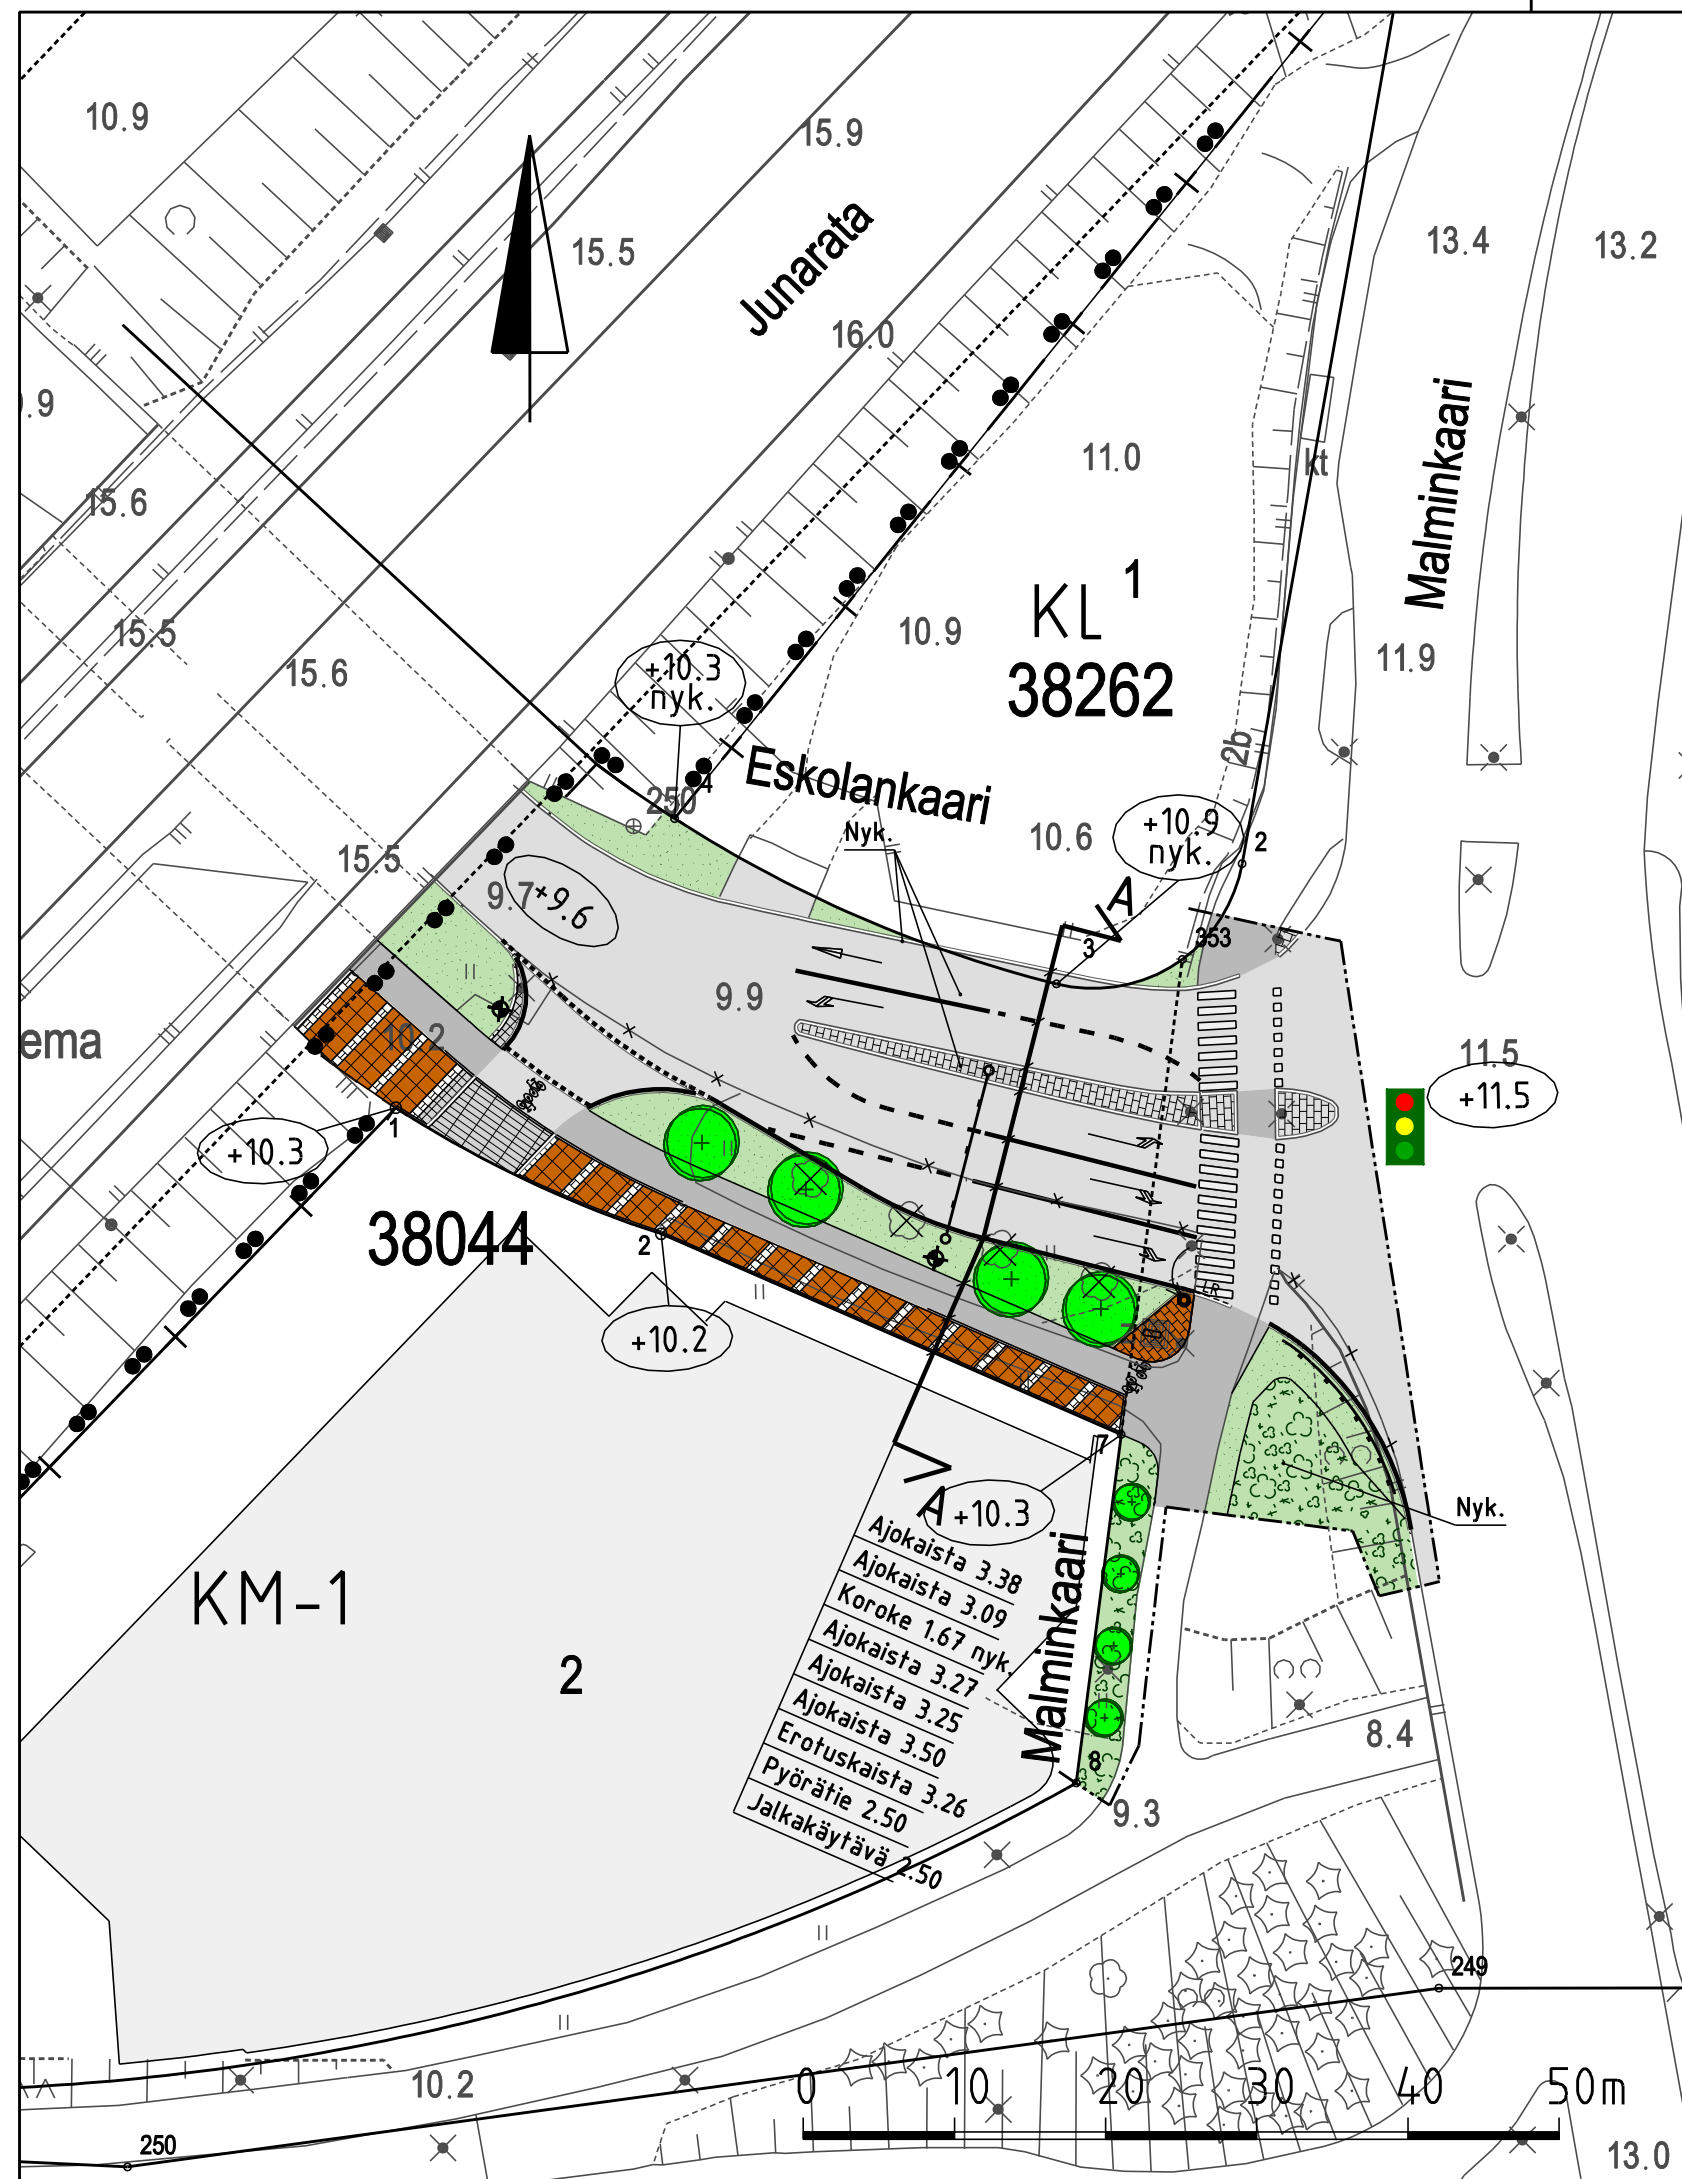 10.9
15.9
15.5
13.4
13.2
Junarata
16.0
.9
Malminkaari
11.0
kt
15.6
KL 1
38262
10.9
11.9
15.5
15.6
+10.3
nyk.
2b
Eskolankaari
4
250
Nyk.
10.6
+10.9
nyk.
2
15.5
9.7
+9.6
A
3
353
9.9
ema
10.2
11.5
+11.5
1
+10.3
38044
2
+10.2
LR
7
A
+10.3
Nyk.
Ajokaista 3.38
Ajokaista 3.09
Koroke 1.67 nyk.
Ajokaista 3.27
Ajokaista 3.25
Ajokaista 3.50
Erotuskaista 3.26
Pyörätie 2.50
Jalkakäytävä 2.50
KM-1
2
Malminkaari
8
8.4
9.3
249
10.2
0 10 20 30 40 50m
250
13.0